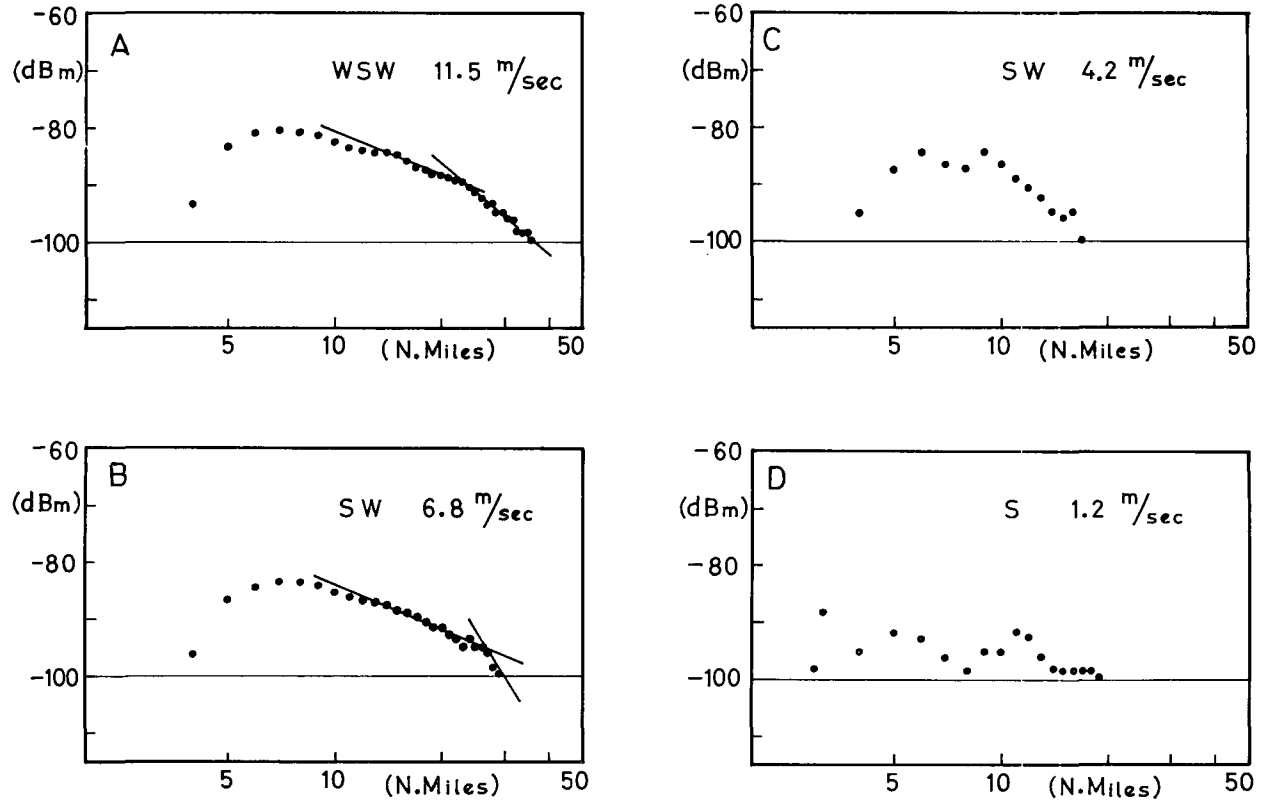 -60
A
(dBm)
WSW 11.5 m/sec
-80
-100
5 10 (N.Miles) 50
-60
C
(dBm)
SW 4.2 m/sec
-80
-100
5 10 (N.Miles) 50
-60
B
(dBm)
SW 6.8 m/sec
-80
-100
5 10 (N.Miles) 50
-60
D
(dBm)
S 1.2 m/sec
-80
-100
5 10 (N.Miles) 50